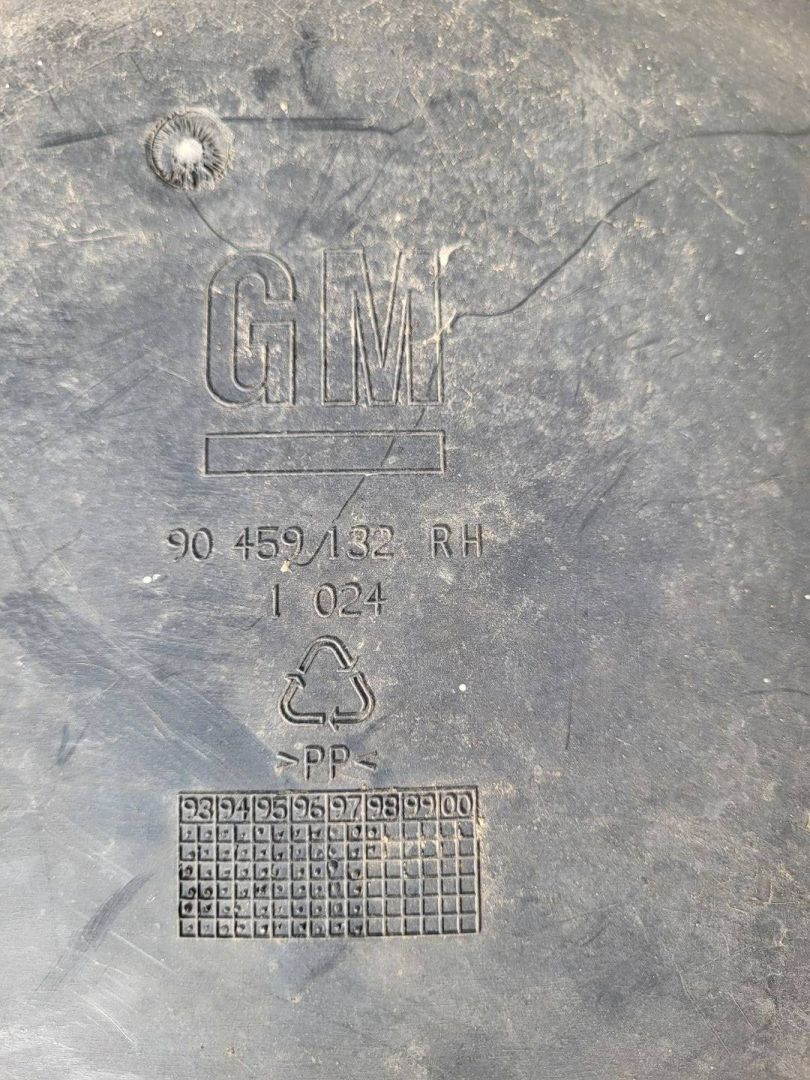 GM
90 459 132 RH
1 024
>PP<
93 94 95 96 97 98 99 00